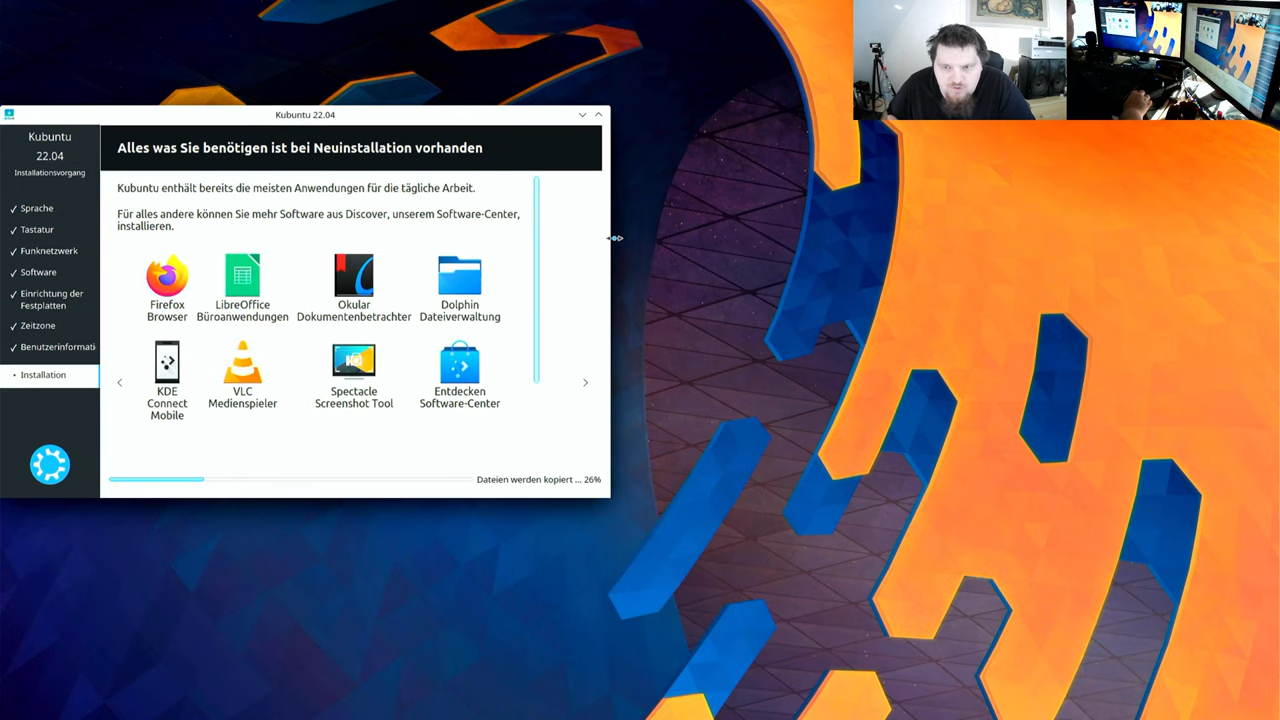 Kubuntu 22.04
Kubuntu
22.04
Installationsvorgang
✓ Sprache
✓ Tastatur
✓ Funknetzwerk
✓ Software
✓ Einrichtung der
Festplatten
✓ Zeitzone
✓ Benutzerinformati
• Installation
Alles was Sie benötigen ist bei Neuinstallation vorhanden
Kubuntu enthält bereits die meisten Anwendungen für die tägliche Arbeit.
Für alles andere können Sie mehr Software aus Discover, unserem Software-Center,
installieren.
Firefox
Browser
LibreOffice
Büroanwendungen
Okular
Dokumentenbetrachter
Dolphin
Dateiverwaltung
KDE
Connect
Mobile
VLC
Medienspieler
Spectacle
Screenshot Tool
Entdecken
Software-Center
Dateien werden kopiert ... 26%